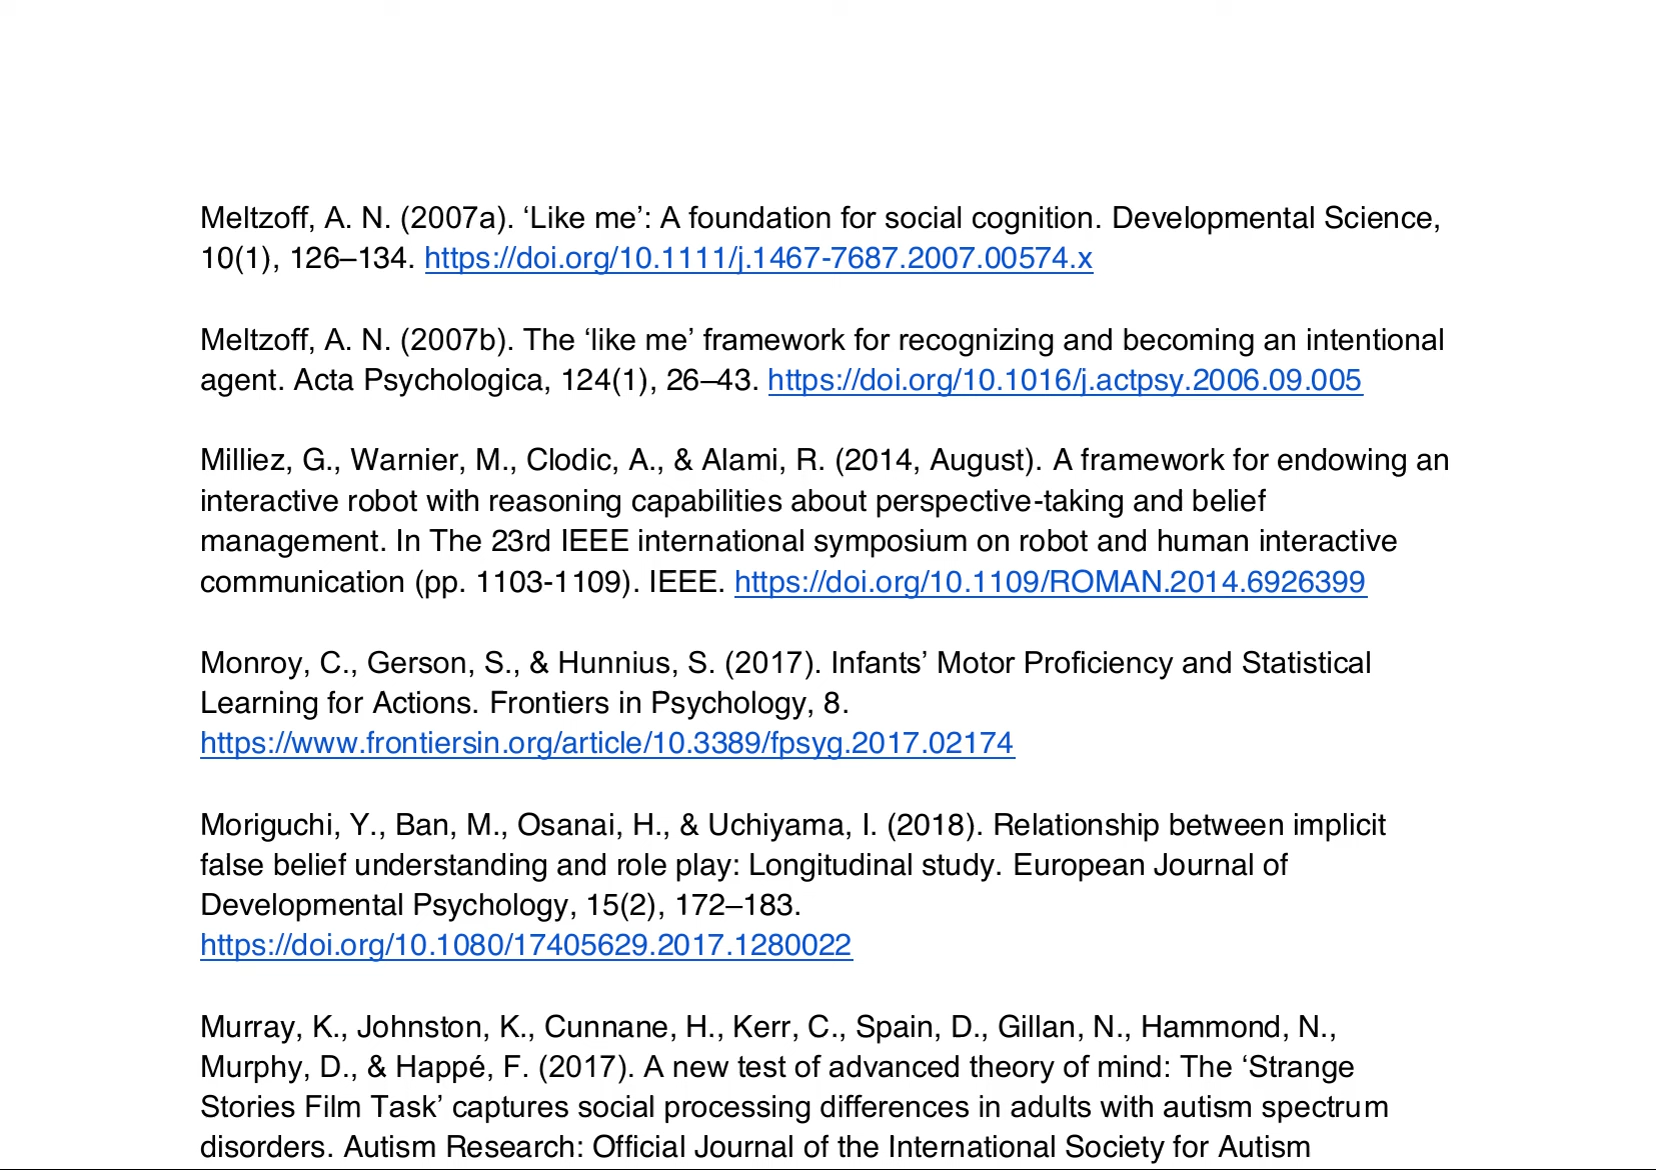 Meltzoff, A. N. (2007a). ‘Like me’: A foundation for social cognition. Developmental Science,
10(1), 126–134. https://doi.org/10.1111/j.1467-7687.2007.00574.x
Meltzoff, A. N. (2007b). The ‘like me’ framework for recognizing and becoming an intentional
agent. Acta Psychologica, 124(1), 26–43. https://doi.org/10.1016/j.actpsy.2006.09.005
Milliez, G., Warnier, M., Clodic, A., & Alami, R. (2014, August). A framework for endowing an
interactive robot with reasoning capabilities about perspective-taking and belief
management. In The 23rd IEEE international symposium on robot and human interactive
communication (pp. 1103-1109). IEEE. https://doi.org/10.1109/ROMAN.2014.6926399
Monroy, C., Gerson, S., & Hunnius, S. (2017). Infants’ Motor Proficiency and Statistical
Learning for Actions. Frontiers in Psychology, 8.
https://www.frontiersin.org/article/10.3389/fpsyg.2017.02174
Moriguchi, Y., Ban, M., Osanai, H., & Uchiyama, I. (2018). Relationship between implicit
false belief understanding and role play: Longitudinal study. European Journal of
Developmental Psychology, 15(2), 172–183.
https://doi.org/10.1080/17405629.2017.1280022
Murray, K., Johnston, K., Cunnane, H., Kerr, C., Spain, D., Gillan, N., Hammond, N.,
Murphy, D., & Happé, F. (2017). A new test of advanced theory of mind: The ‘Strange
Stories Film Task’ captures social processing differences in adults with autism spectrum
disorders. Autism Research: Official Journal of the International Society for Autism